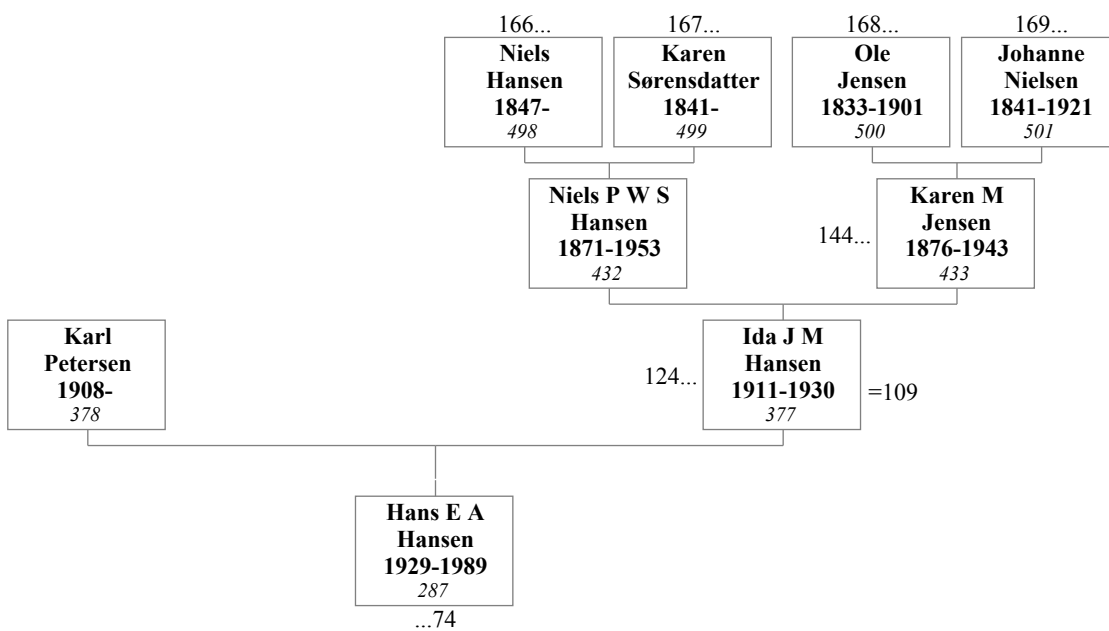 166...
Niels
Hansen
1847-
498
167...
Karen
Sørensdatter
1841-
499
168...
Ole
Jensen
1833-1901
500
169...
Johanne
Nielsen
1841-1921
501
Niels P W S
Hansen
1871-1953
432
144...
Karen M
Jensen
1876-1943
433
Karl
Petersen
1908-
378
124...
Ida J M
Hansen
1911-1930
377
=109
Hans E A
Hansen
1929-1989
287
...74